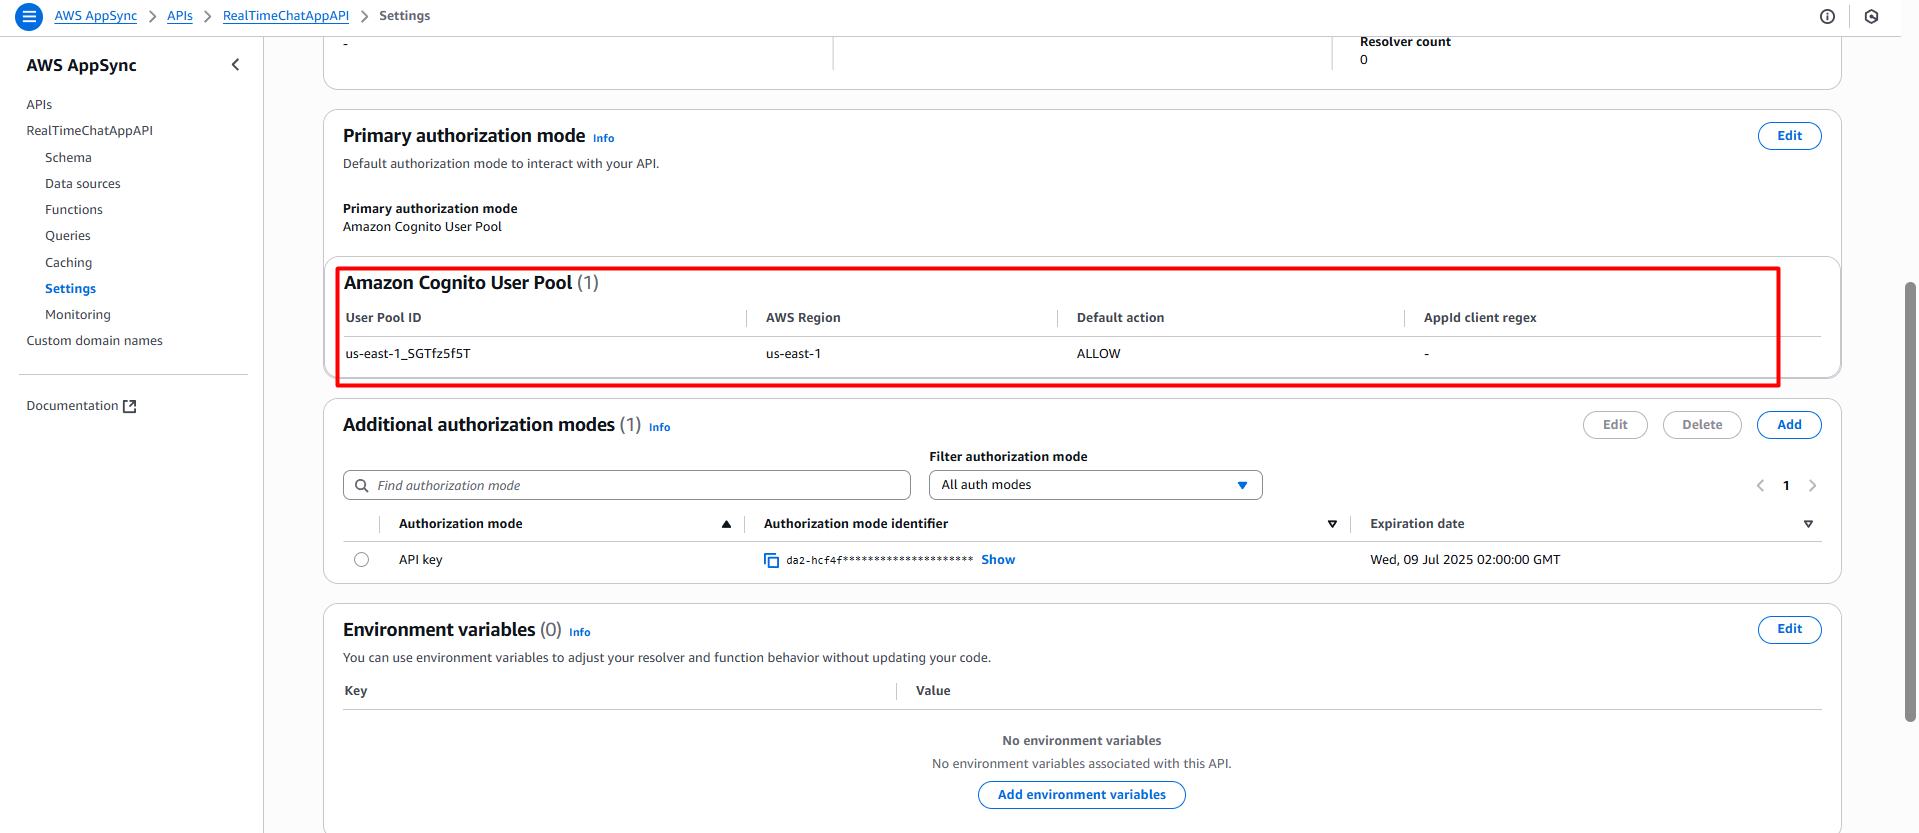 AWS AppSync > APIs > RealTimeChatAppAPI > Settings
AWS AppSync
APIs
RealTimeChatAppAPI
Schema
Data sources
Functions
Queries
Caching
Settings
Monitoring
Custom domain names
Documentation
-
Resolver count
0
Primary authorization mode Info
Edit
Default authorization mode to interact with your API.
Primary authorization mode
Amazon Cognito User Pool
Amazon Cognito User Pool (1)
User Pool ID AWS Region Default action AppId client regex
us-east-1_SGTfz5f5T us-east-1 ALLOW -
Additional authorization modes (1) Info
Edit Delete Add
Filter authorization mode
Find authorization mode All auth modes < 1 >
Authorization mode Authorization mode identifier Expiration date
API key da2-hcf4f********************* Show Wed, 09 Jul 2025 02:00:00 GMT
Environment variables (0) Info
Edit
You can use environment variables to adjust your resolver and function behavior without updating your code.
Key Value
No environment variables
No environment variables associated with this API.
Add environment variables